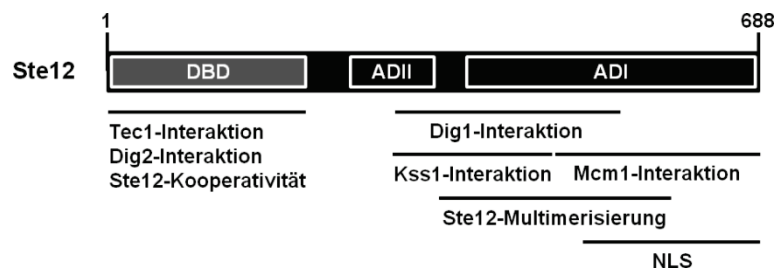 1 688
Ste12 DBD ADII ADI
Tec1-Interaktion Dig1-Interaktion
Dig2-Interaktion
Ste12-Kooperativität Kss1-Interaktion Mcm1-Interaktion
Ste12-Multimerisierung
NLS